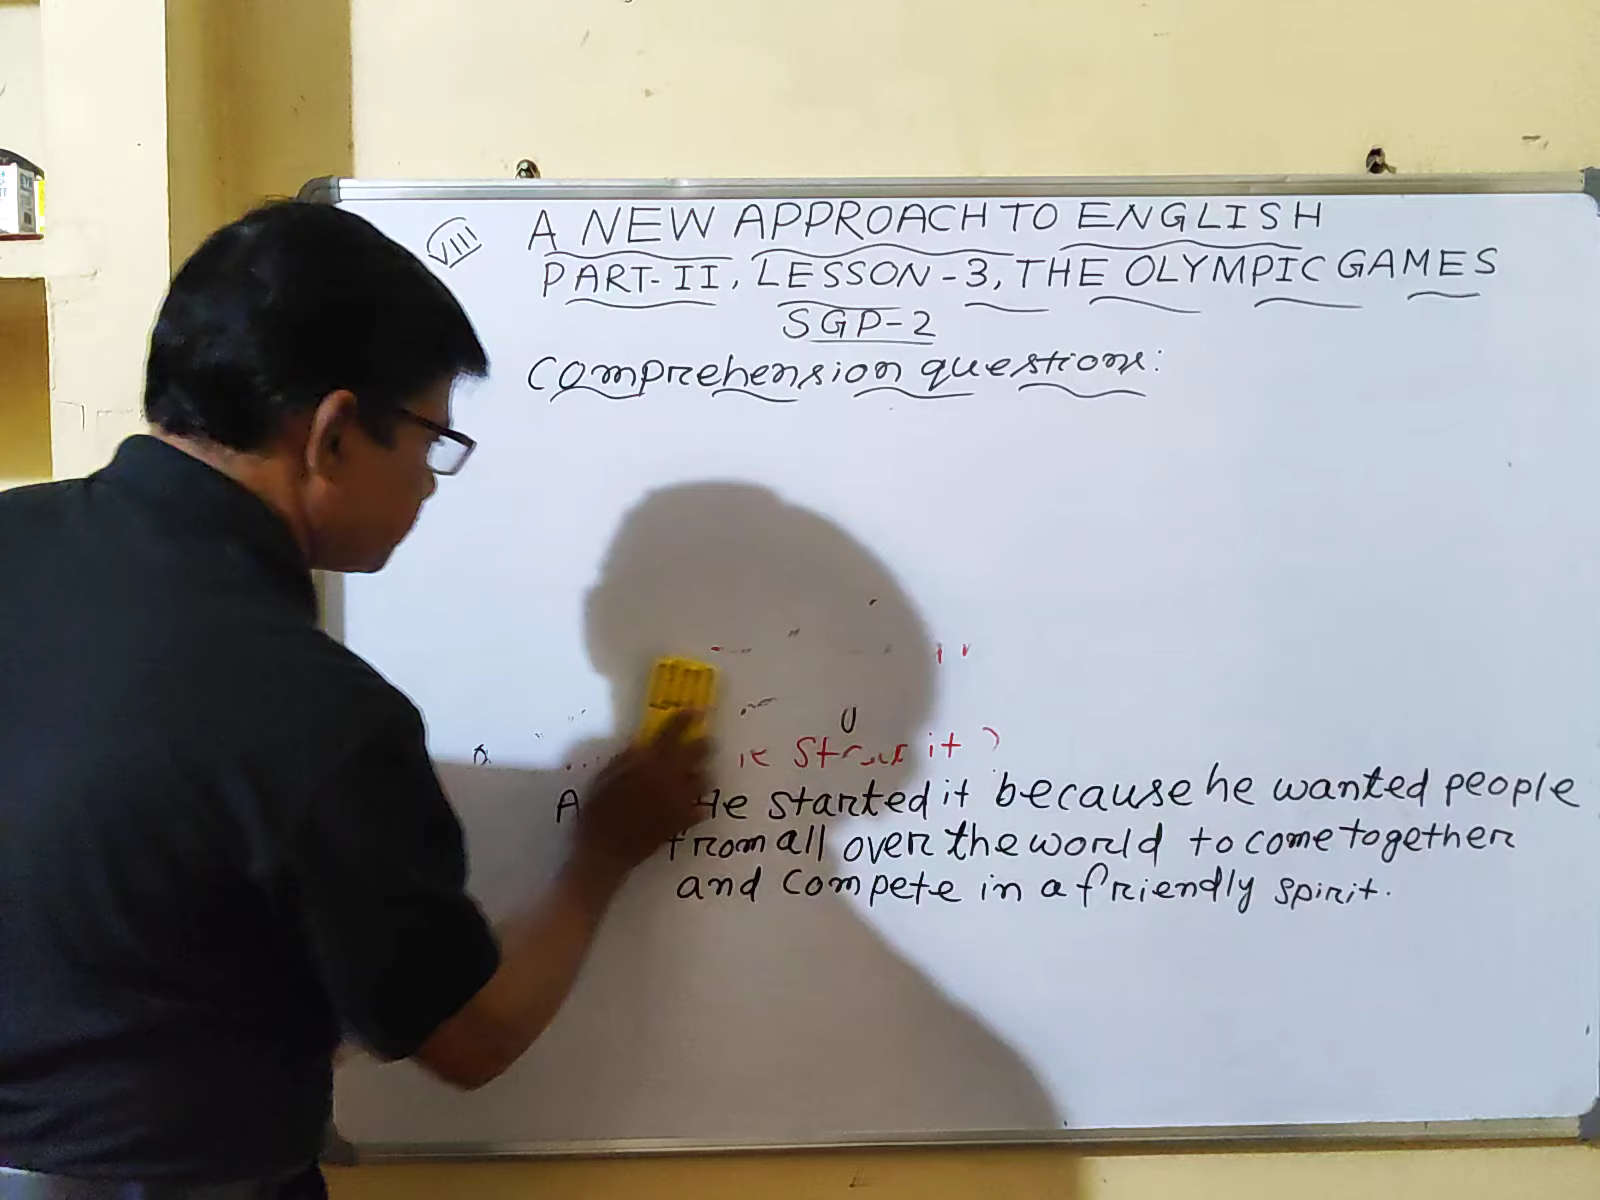 VIII
A NEW APPROACH TO ENGLISH
PART-II, LESSON-3, THE OLYMPIC GAMES
SGP-2
Comprehension questions:
it?
A He started it because he wanted people
from all over the world to come together
and compete in a friendly spirit.